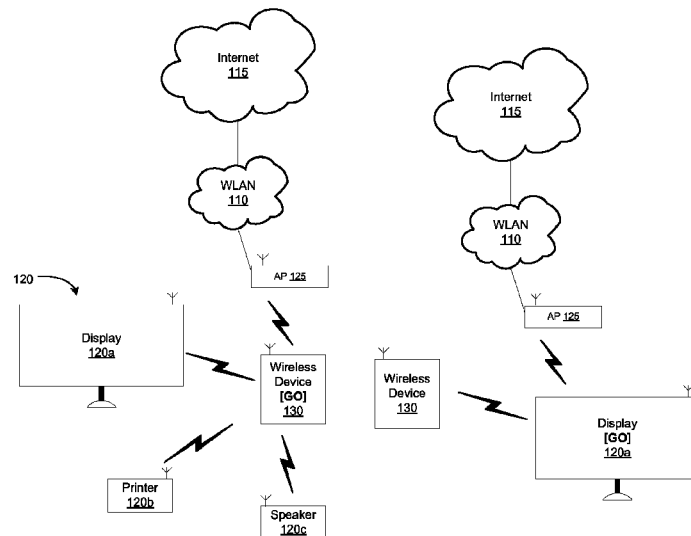 Internet
115
WLAN
110
AP 125
120
Display
120a
Wireless
Device
[GO]
130
Printer
120b
Speaker
120c
Internet
115
WLAN
110
AP 125
Wireless
Device
130
Display
[GO]
120a